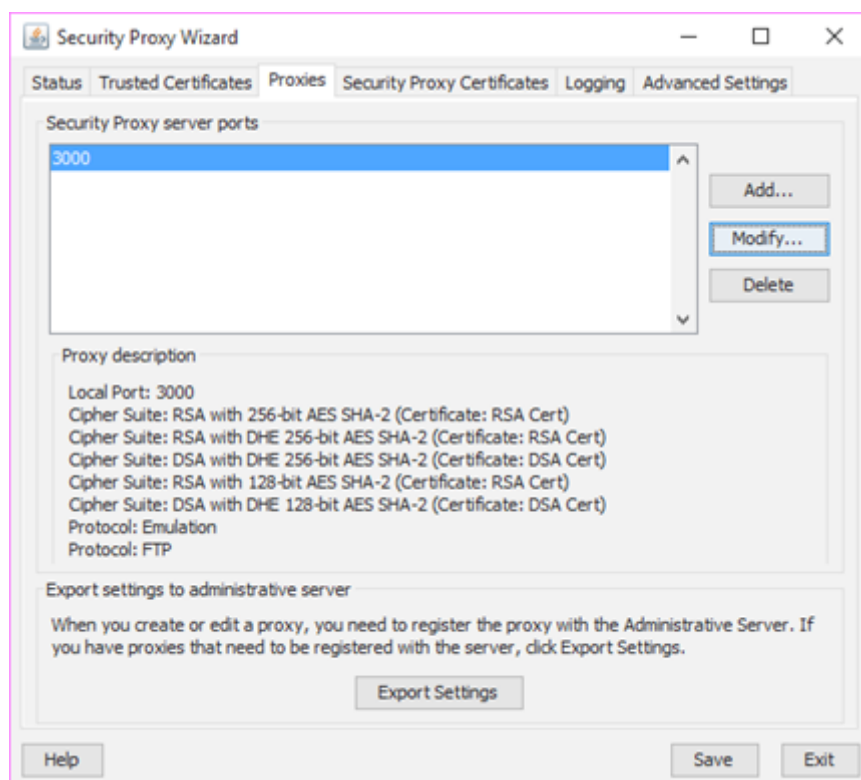 Security Proxy Wizard
Status Trusted Certificates Proxies Security Proxy Certificates Logging Advanced Settings
Security Proxy server ports
3000
Add...
Modify...
Delete
Proxy description
Local Port: 3000
Cipher Suite: RSA with 256-bit AES SHA-2 (Certificate: RSA Cert)
Cipher Suite: RSA with DHE 256-bit AES SHA-2 (Certificate: RSA Cert)
Cipher Suite: DSA with DHE 256-bit AES SHA-2 (Certificate: DSA Cert)
Cipher Suite: RSA with 128-bit AES SHA-2 (Certificate: RSA Cert)
Cipher Suite: DSA with DHE 128-bit AES SHA-2 (Certificate: DSA Cert)
Protocol: Emulation
Protocol: FTP
Export settings to administrative server
When you create or edit a proxy, you need to register the proxy with the Administrative Server. If
you have proxies that need to be registered with the server, click Export Settings.
Export Settings
Help Save Exit